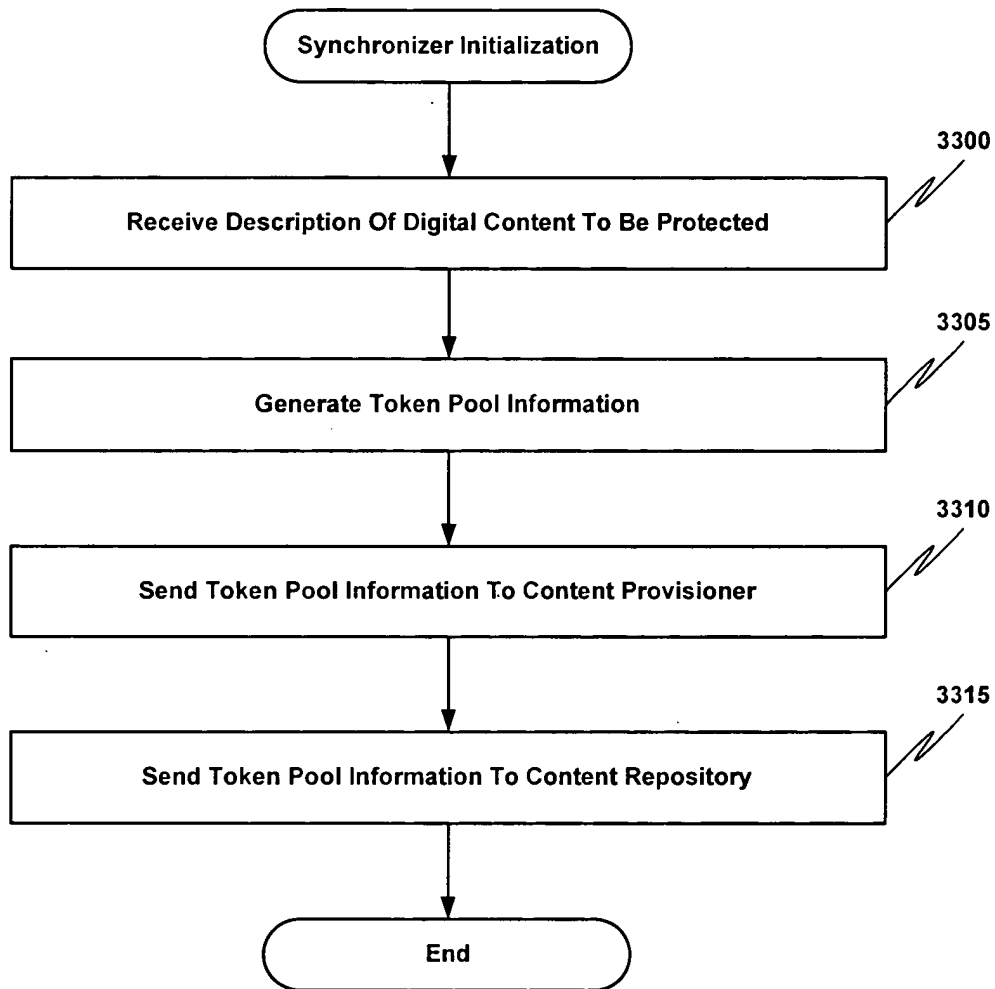 Synchronizer Initialization
3300
Receive Description Of Digital Content To Be Protected
3305
Generate Token Pool Information
3310
Send Token Pool Information To Content Provisioner
3315
Send Token Pool Information To Content Repository
End